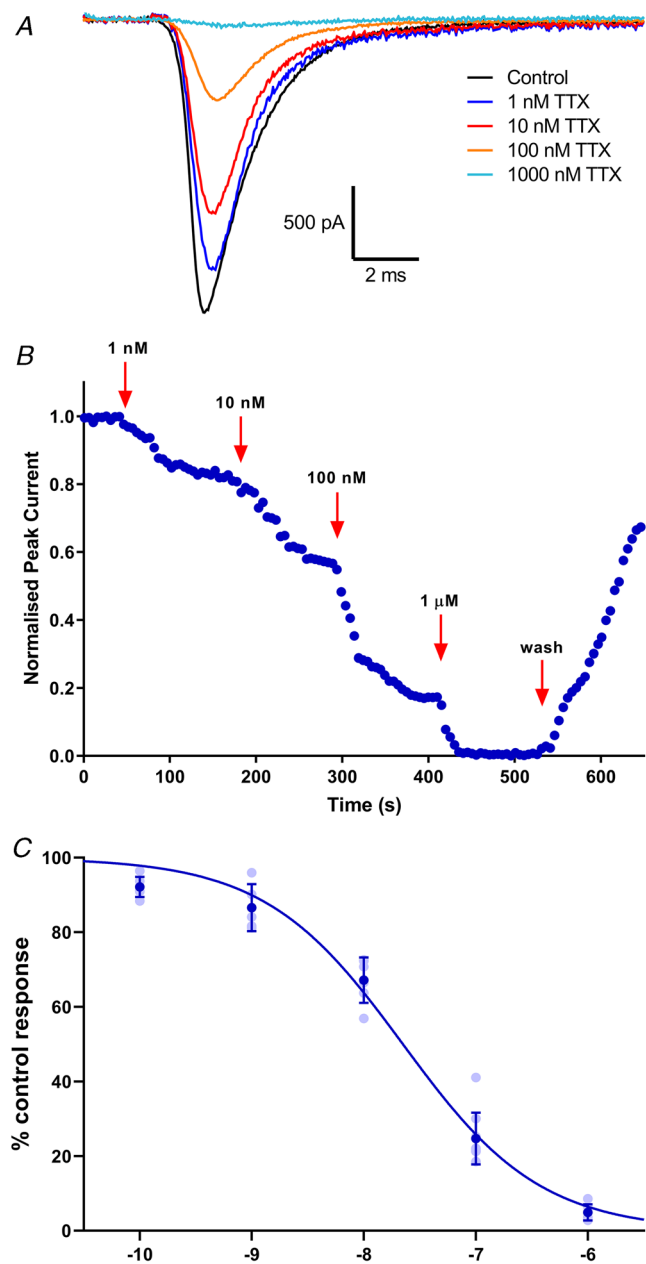 A
Control
1 nM TTX
10 nM TTX
100 nM TTX
1000 nM TTX
500 pA
2 ms
B
1 nM
10 nM
100 nM
1 μM
wash
Normalised Peak Current
1.0
0.8
0.6
0.4
0.2
0.0
0 100 200 300 400 500 600
Time (s)
C
% control response
100
80
60
40
20
0
-10 -9 -8 -7 -6